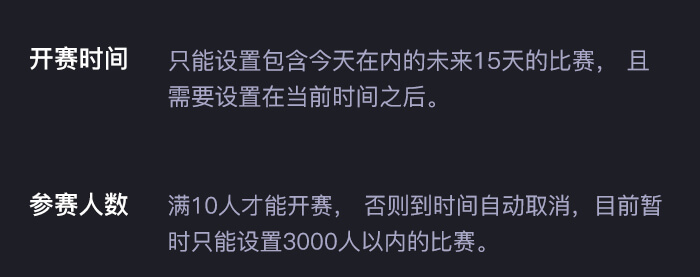 开赛时间
只能设置包含今天在内的未来15天的比赛， 且
需要设置在当前时间之后。
参赛人数
满10人才能开赛， 否则到时间自动取消，目前暂
时只能设置3000人以内的比赛。